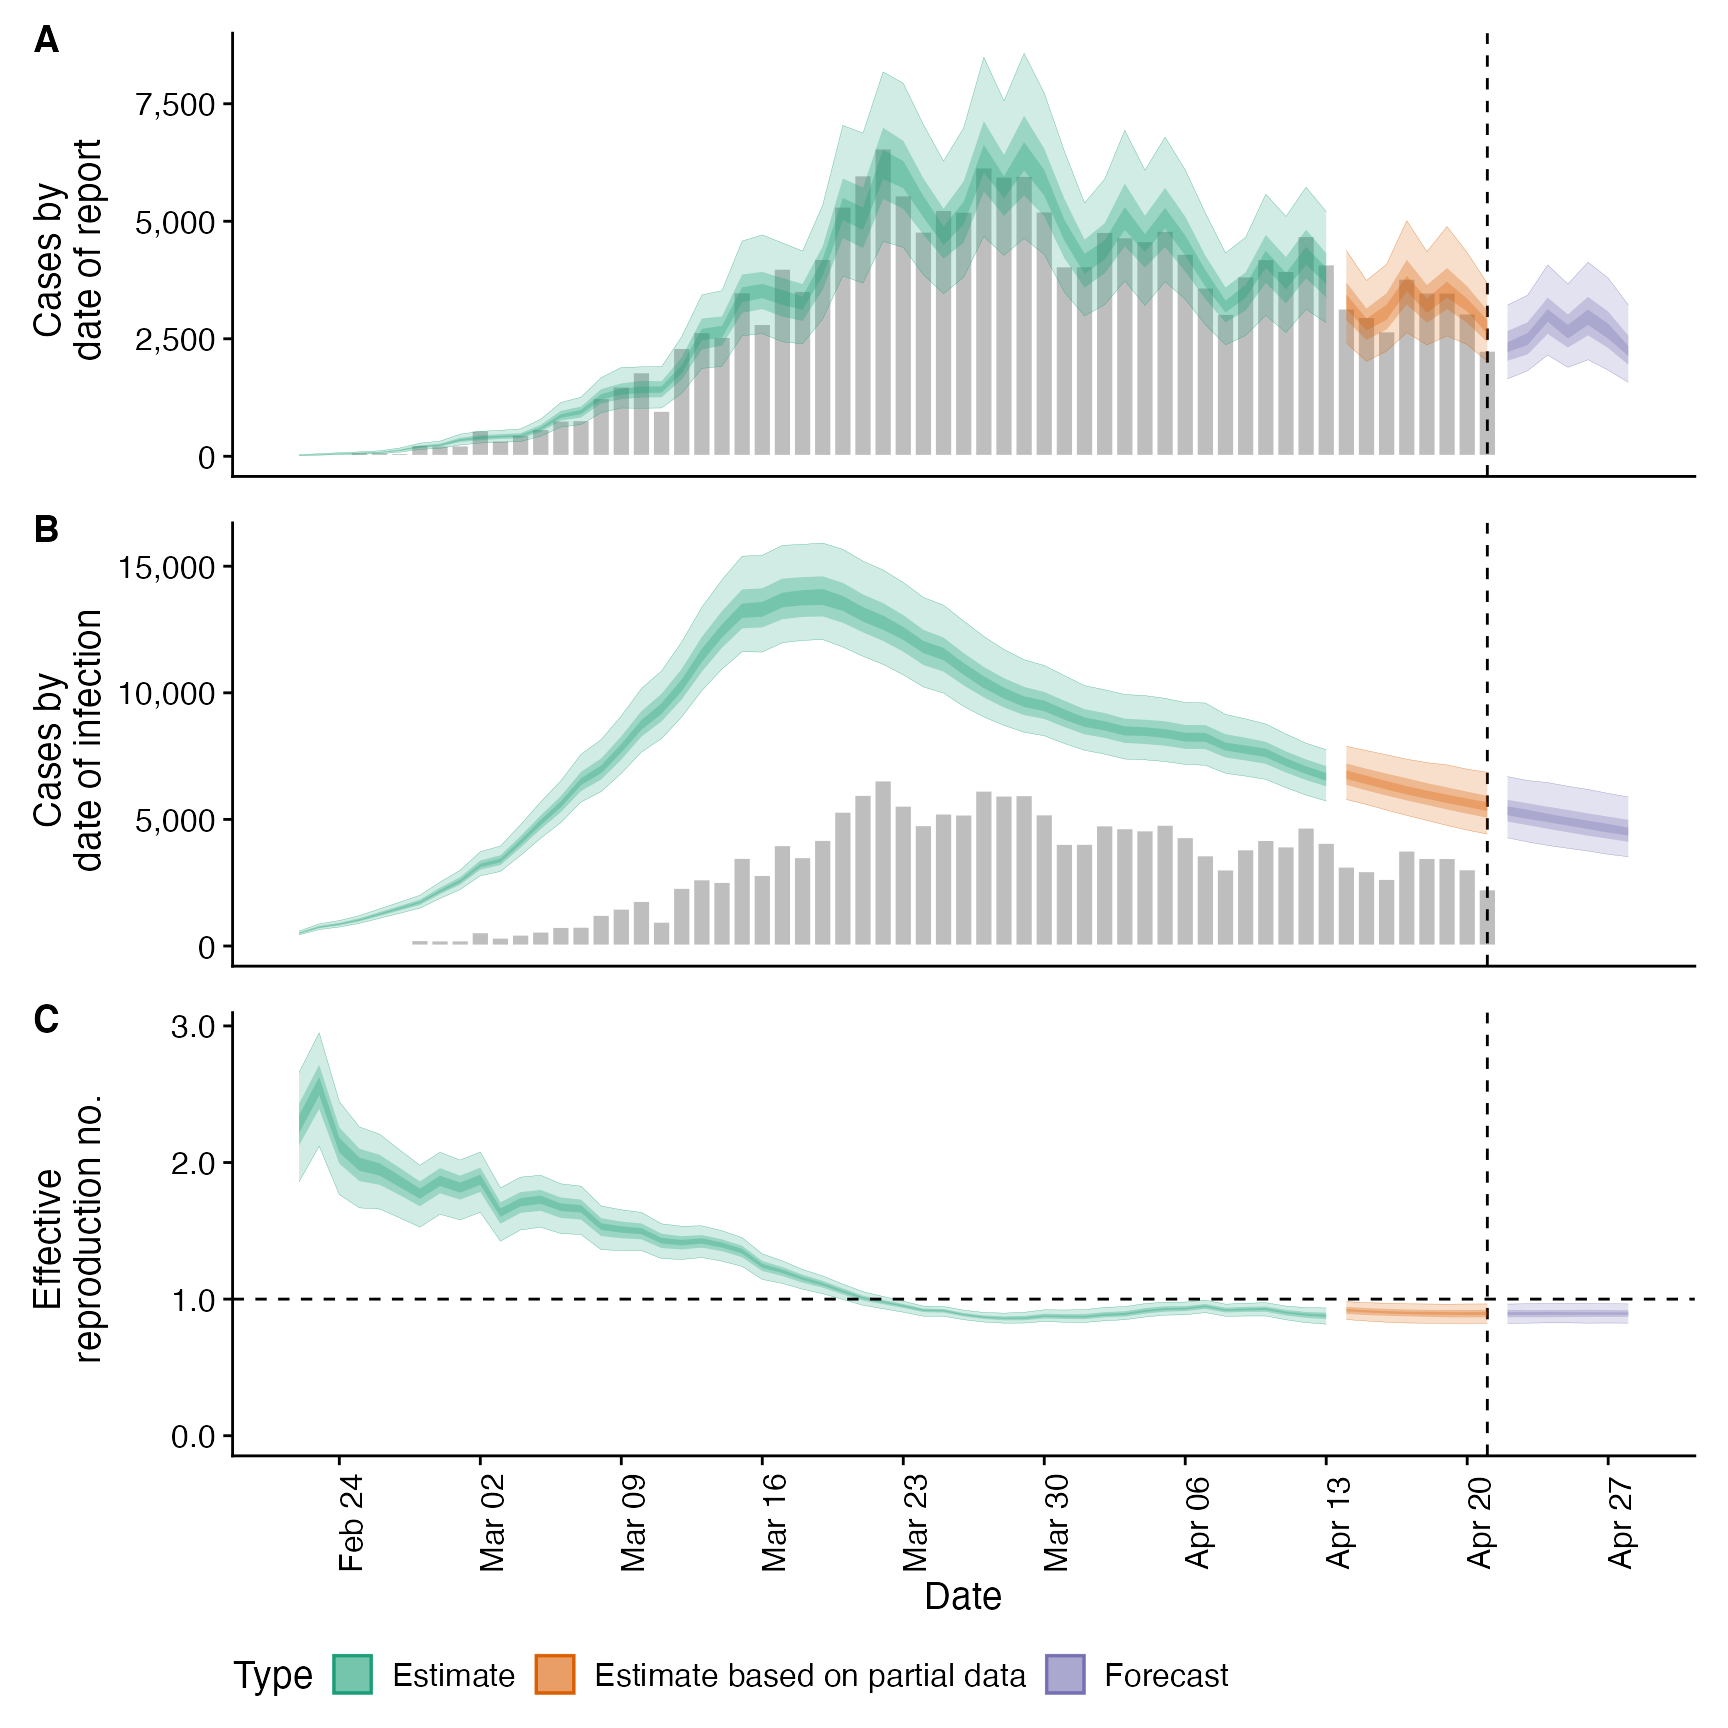 A
Cases by
date of report
7,500
5,000
2,500
0
B
Cases by
date of infection
15,000
10,000
5,000
0
C
Effective
reproduction no.
3.0
2.0
1.0
0.0
Feb 24
Mar 02
Mar 09
Mar 16
Mar 23
Mar 30
Apr 06
Apr 13
Apr 20
Apr 27
Date
Type Estimate Estimate based on partial data Forecast